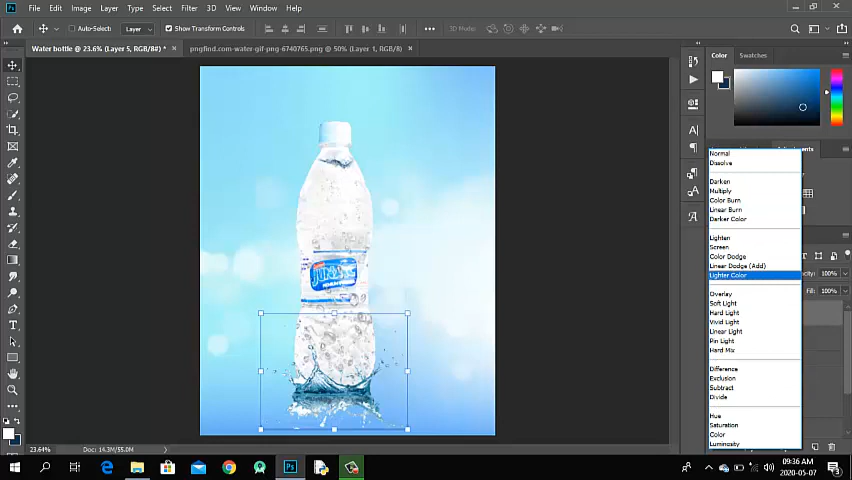 File Edit Image Layer Type Select Filter 3D View Window Help
Auto-Select: Layer Show Transform Controls 3D Mode:
Water bottle @ 23.6% (Layer 5, RGB/8#) * × pngfind.com-water-gif-png-6740765.png @ 50% (Layer 1, RGB/8) ×
Color Swatches
Adjustments
Normal
Dissolve
Darken
Multiply
Color Burn
Linear Burn
Darker Color
Lighten
Screen
Color Dodge
Linear Dodge (Add)
Lighter Color
Overlay
Soft Light
Hard Light
Vivid Light
Linear Light
Pin Light
Hard Mix
Difference
Exclusion
Subtract
Divide
Hue
Saturation
Color
Luminosity
100%
Fill: 100%
23.64% Doc: 14.3M/55.0M
09:36 AM
2020-05-07